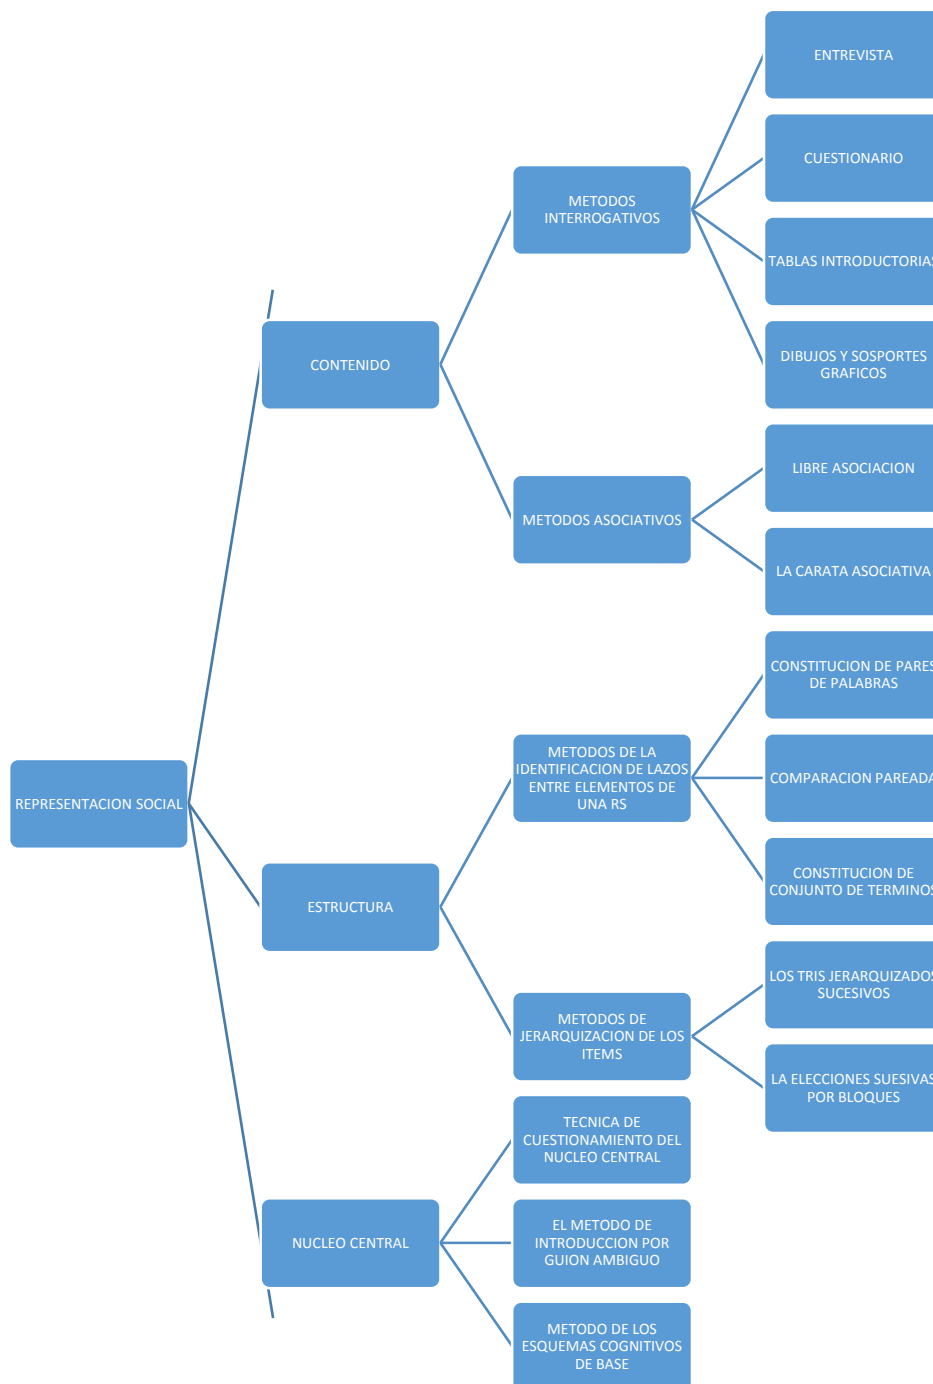 ENTREVISTA
CUESTIONARIO
METODOS
INTERROGATIVOS
TABLAS INTRODUCTORIAS
DIBUJOS Y SOSPORTES
GRAFICOS
CONTENIDO
LIBRE ASOCIACION
METODOS ASOCIATIVOS
LA CARATA ASOCIATIVA
CONSTITUCION DE PARES
DE PALABRAS
METODOS DE LA
IDENTIFICACION DE LAZOS
ENTRE ELEMENTOS DE
UNA RS
COMPARACION PAREADA
REPRESENTACION SOCIAL
CONSTITUCION DE
CONJUNTO DE TERMINOS
ESTRUCTURA
LOS TRIS JERARQUIZADOS
SUCESIVOS
METODOS DE
JERARQUIZACION DE LOS
ITEMS
LA ELECCIONES SUESIVAS
POR BLOQUES
TECNICA DE
CUESTIONAMIENTO DEL
NUCLEO CENTRAL
NUCLEO CENTRAL
EL METODO DE
INTRODUCCION POR
GUION AMBIGUO
METODO DE LOS
ESQUEMAS COGNITIVOS
DE BASE